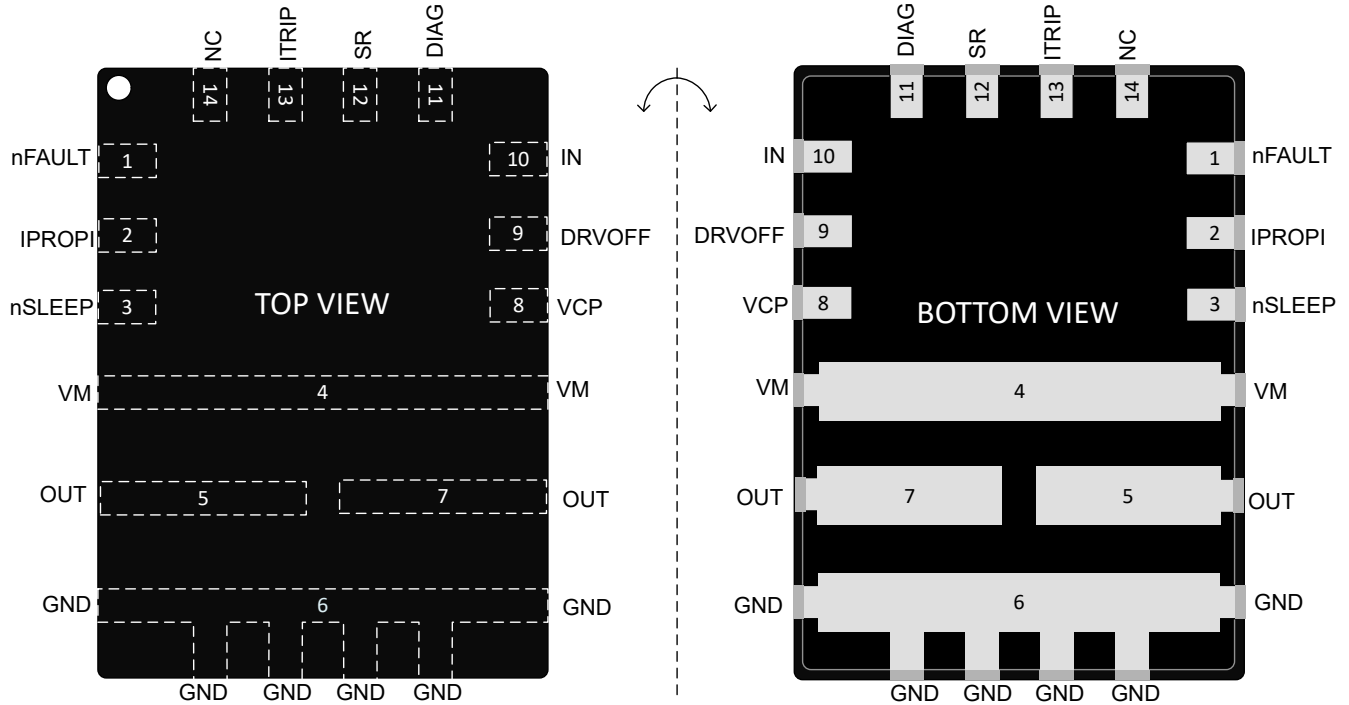 NC ITRIP SR DIAG
14 13 12 11
nFAULT 1 10 IN
IPROPI 2 9 DRVOFF
nSLEEP 3 TOP VIEW 8 VCP
VM 4 VM
OUT 5 7 OUT
GND 6 GND
GND GND GND GND
DIAG SR ITRIP NC
11 12 13 14
IN 10 1 nFAULT
DRVOFF 9 2 IPROPI
VCP 8 BOTTOM VIEW 3 nSLEEP
VM 4 VM
OUT 7 5 OUT
GND 6 GND
GND GND GND GND